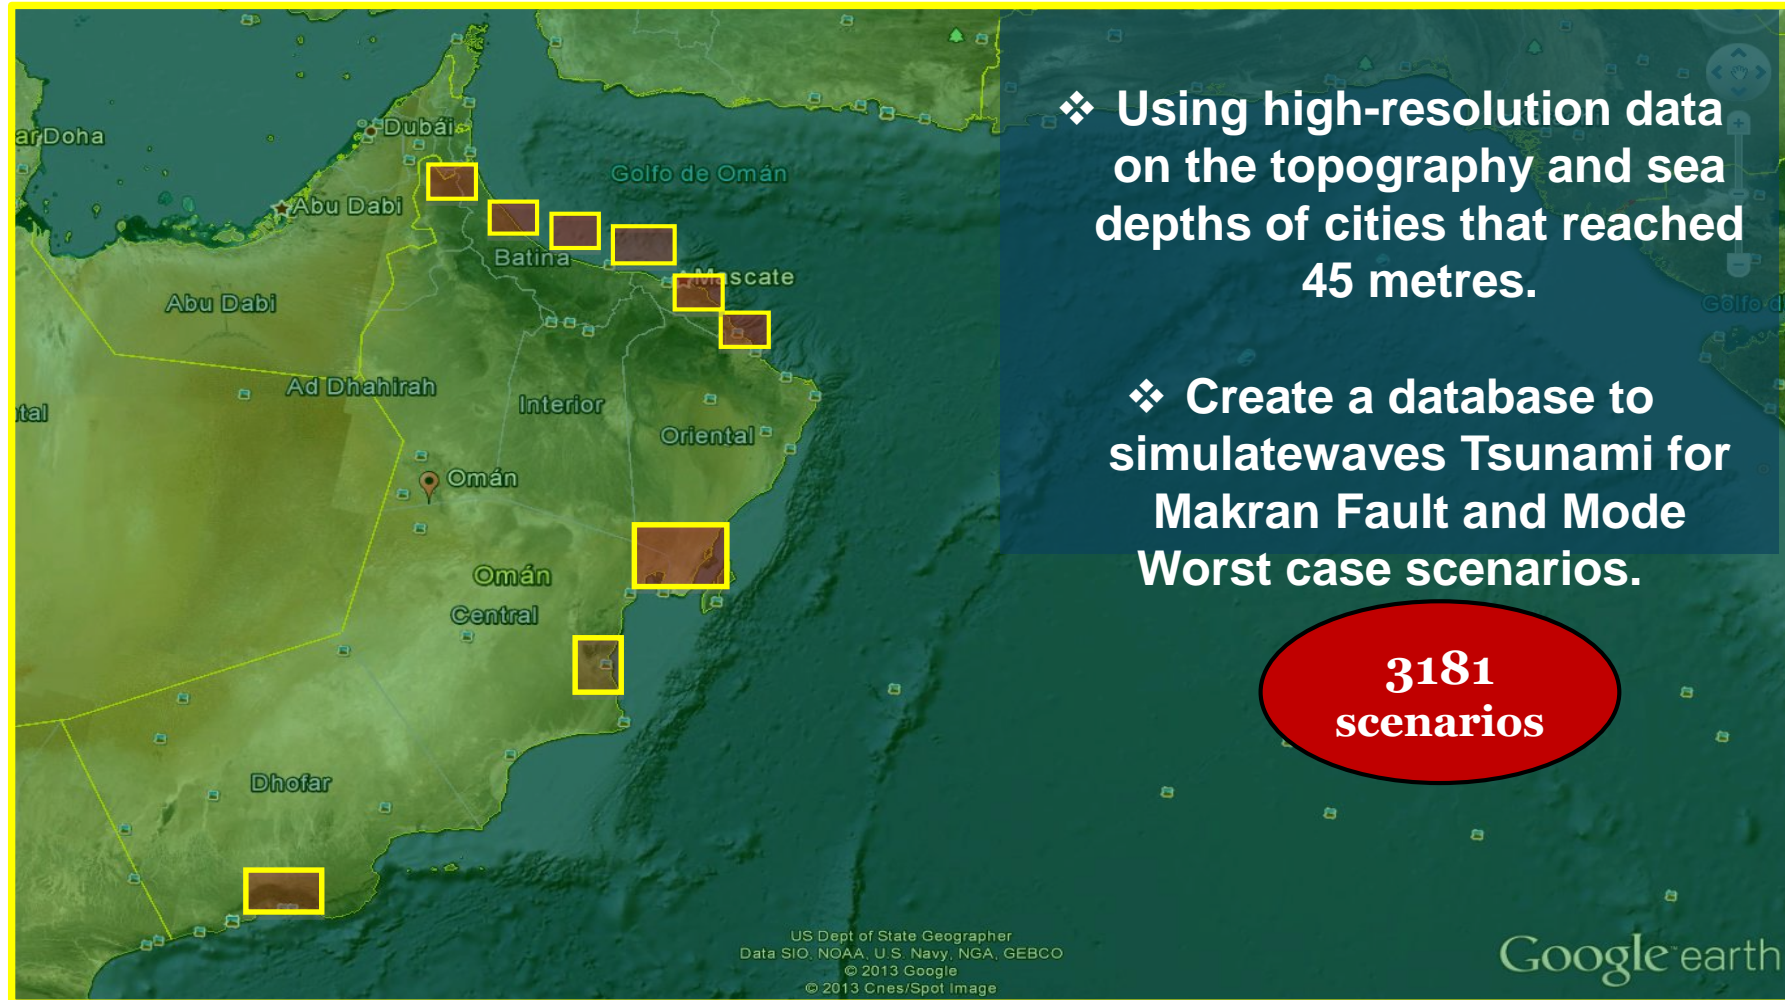 ar Doha
Dubái
Golfo de Omán
Abu Dabi
Batina
Mascate
Abu Dabi
Ad Dhahirah
Interior
tal
Oriental
Omán
Omán
Central
Dhofar
❖ Using high-resolution data
on the topography and sea
depths of cities that reached
45 metres.
❖ Create a database to
simulatewaves Tsunami for
Makran Fault and Mode
Worst case scenarios.
Golfo d
3181
scenarios
US Dept of State Geographer
Data SIO, NOAA, U.S. Navy, NGA, GEBCO
© 2013 Google
© 2013 Cnes/Spot Image
Google earth